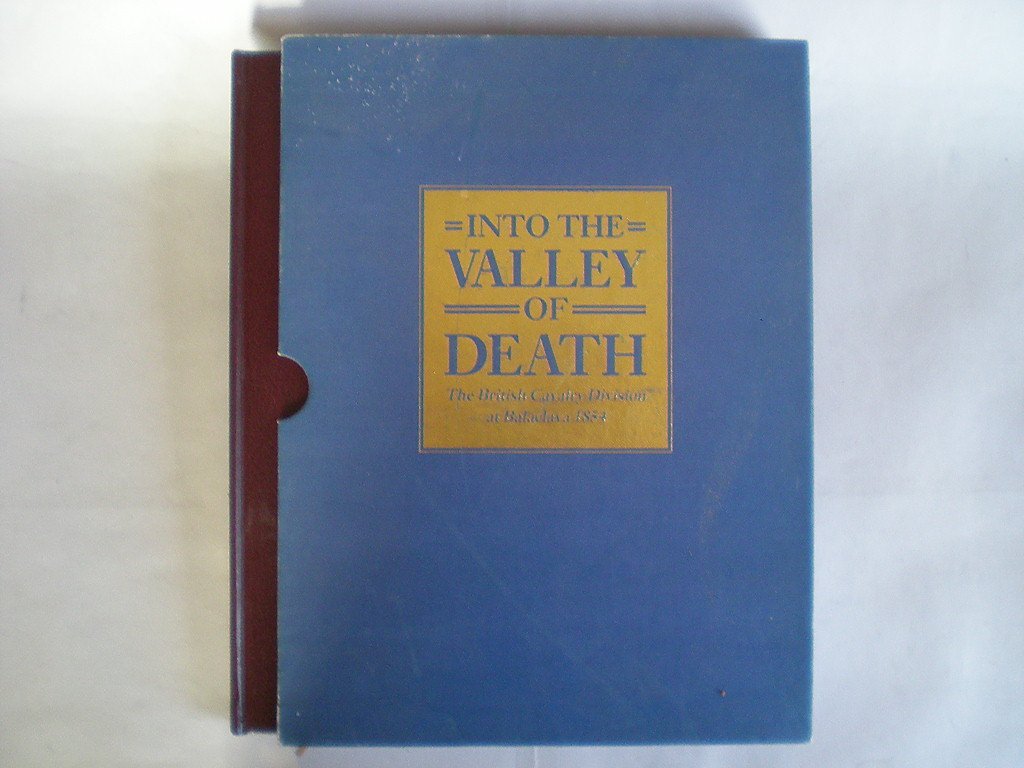 INTO THE
VALLEY
OF
DEATH
The British Cavalry Division
at Balaclava 1854